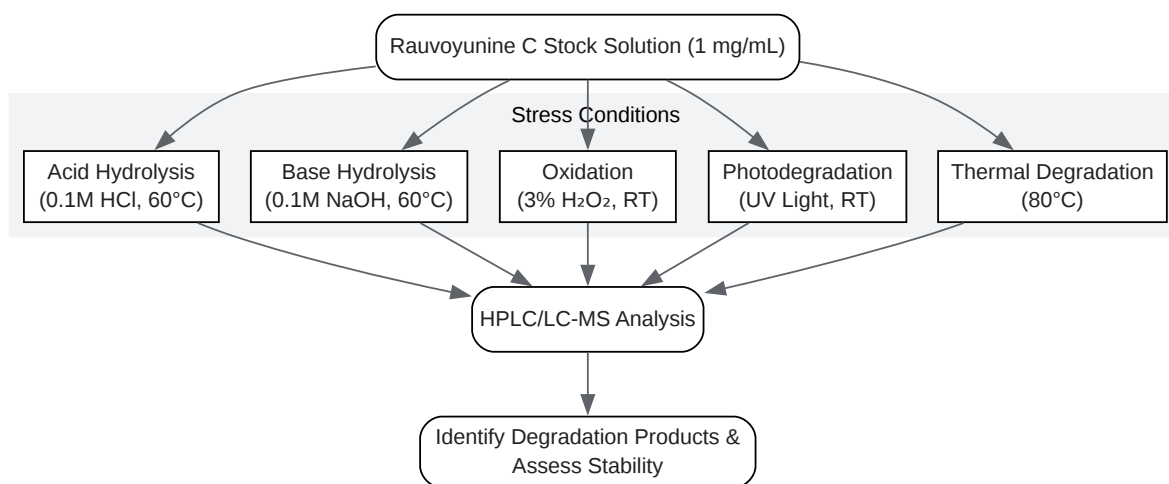 Rauvoyunine C Stock Solution (1 mg/mL)
Stress Conditions
Acid Hydrolysis
(0.1M HCl, 60°C)
Base Hydrolysis
(0.1M NaOH, 60°C)
Oxidation
(3% H₂O₂, RT)
Photodegradation
(UV Light, RT)
Thermal Degradation
(80°C)
HPLC/LC-MS Analysis
Identify Degradation Products &
Assess Stability